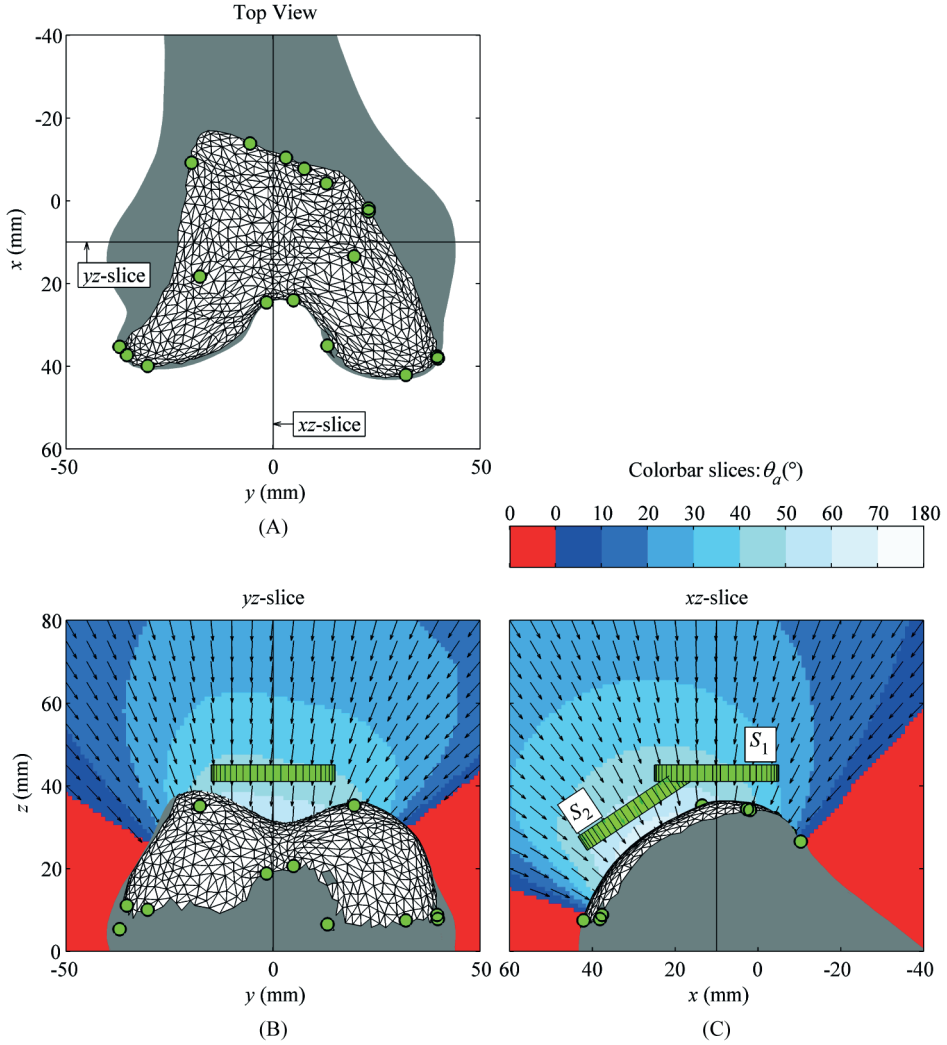 Top View
-40
-20
0
20
40
60
x (mm)
yz-slice
xz-slice
-50 0 50
y (mm)
(A)
Colorbar slices: θa(°)
0 0 10 20 30 40 50 60 70 180
yz-slice
80
60
40
20
0
z (mm)
-50 0 50
y (mm)
(B)
xz-slice
S1
S2
60 40 20 0 -20 -40
x (mm)
(C)